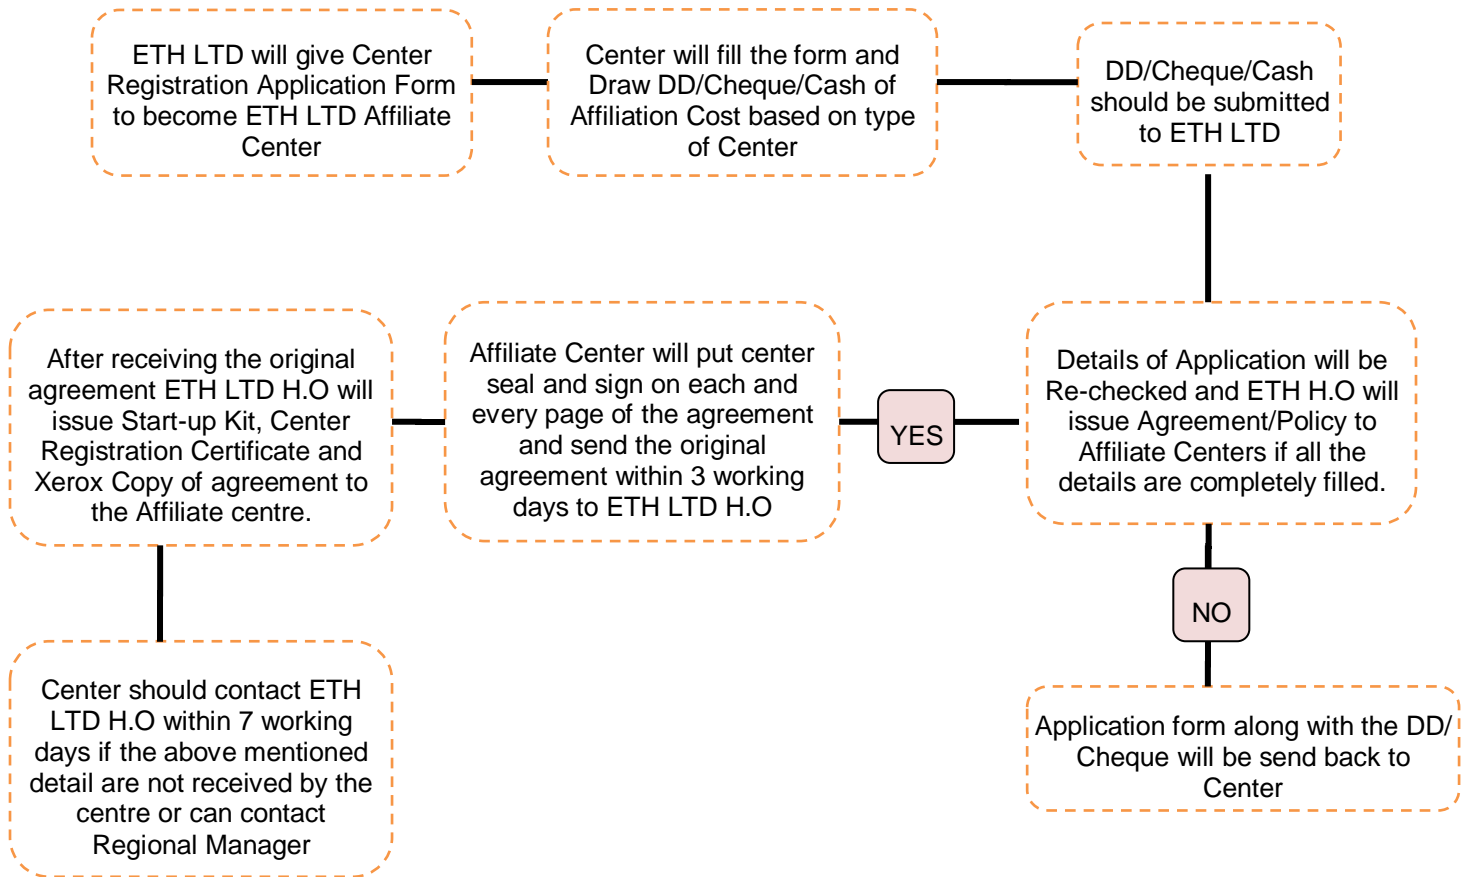 ETH LTD will give Center
Registration Application Form
to become ETH LTD Affiliate
Center
Center will fill the form and
Draw DD/Cheque/Cash of
Affiliation Cost based on type
of Center
DD/Cheque/Cash
should be submitted
to ETH LTD
Details of Application will be
Re-checked and ETH H.O will
issue Agreement/Policy to
Affiliate Centers if all the
details are completely filled.
YES
Affiliate Center will put center
seal and sign on each and
every page of the agreement
and send the original
agreement within 3 working
days to ETH LTD H.O
After receiving the original
agreement ETH LTD H.O will
issue Start-up Kit, Center
Registration Certificate and
Xerox Copy of agreement to
the Affiliate centre.
Center should contact ETH
LTD H.O within 7 working
days if the above mentioned
detail are not received by the
centre or can contact
Regional Manager
NO
Application form along with the DD/
Cheque will be send back to
Center